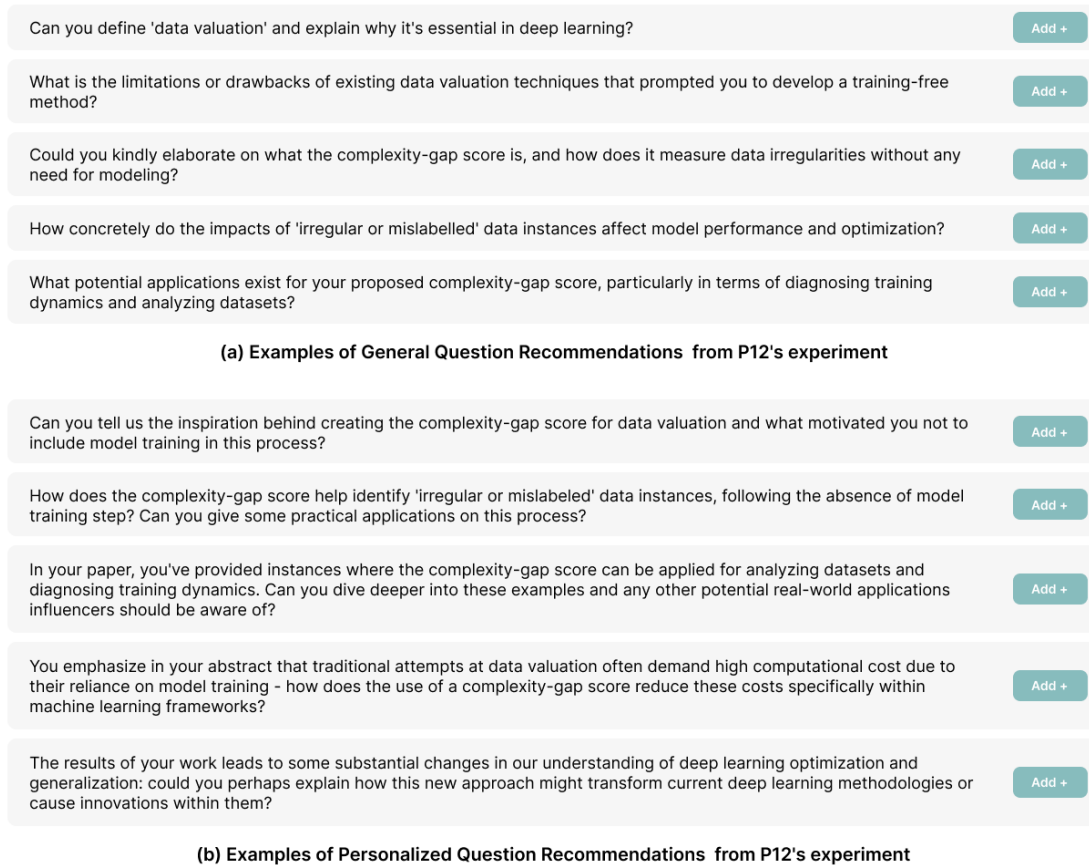 Can you define 'data valuation' and explain why it's essential in deep learning?
Add +
What is the limitations or drawbacks of existing data valuation techniques that prompted you to develop a training-free
method?
Add +
Could you kindly elaborate on what the complexity-gap score is, and how does it measure data irregularities without any
need for modeling?
Add +
How concretely do the impacts of 'irregular or mislabelled' data instances affect model performance and optimization?
Add +
What potential applications exist for your proposed complexity-gap score, particularly in terms of diagnosing training
dynamics and analyzing datasets?
Add +
(a) Examples of General Question Recommendations from P12's experiment
Can you tell us the inspiration behind creating the complexity-gap score for data valuation and what motivated you not to
include model training in this process?
Add +
How does the complexity-gap score help identify 'irregular or mislabeled' data instances, following the absence of model
training step? Can you give some practical applications on this process?
Add +
In your paper, you've provided instances where the complexity-gap score can be applied for analyzing datasets and
diagnosing training dynamics. Can you dive deeper into these examples and any other potential real-world applications
influencers should be aware of?
Add +
You emphasize in your abstract that traditional attempts at data valuation often demand high computational cost due to
their reliance on model training - how does the use of a complexity-gap score reduce these costs specifically within
machine learning frameworks?
Add +
The results of your work leads to some substantial changes in our understanding of deep learning optimization and
generalization: could you perhaps explain how this new approach might transform current deep learning methodologies or
cause innovations within them?
Add +
(b) Examples of Personalized Question Recommendations from P12's experiment